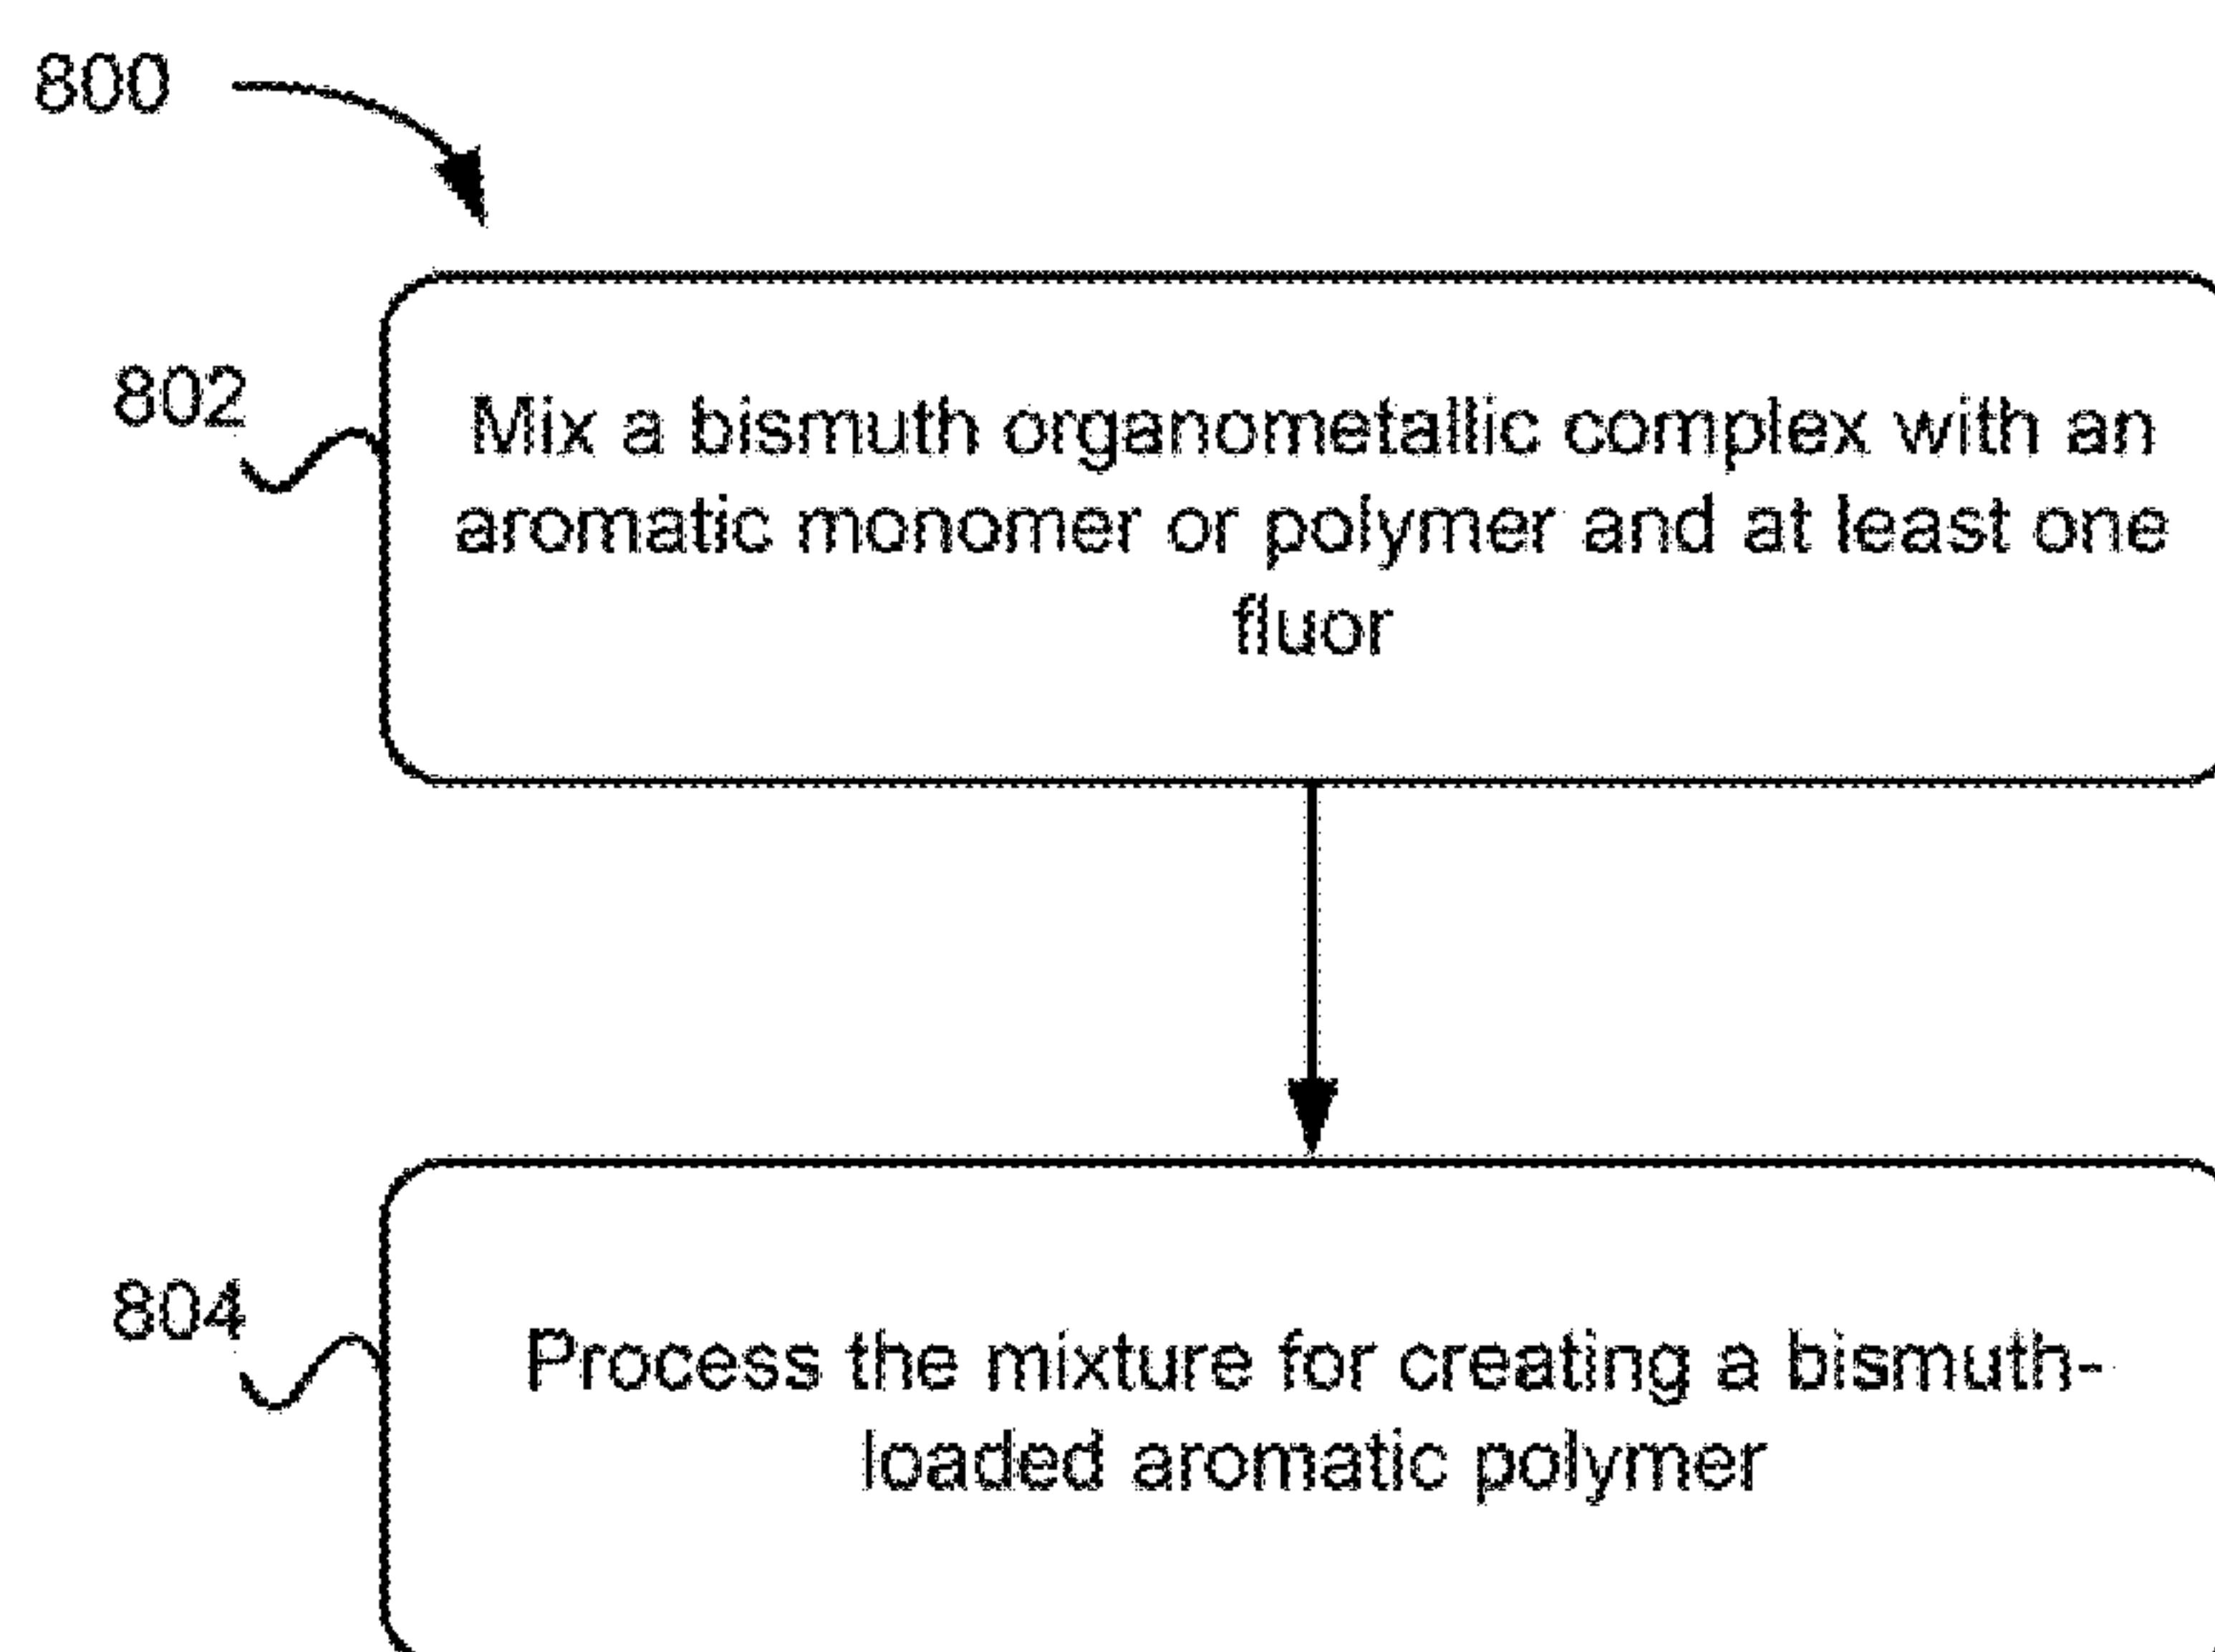 800
802
Mix a bismuth organometallic complex with an
aromatic monomer or polymer and at least one
fluor
804
Process the mixture for creating a bismuth-
loaded aromatic polymer